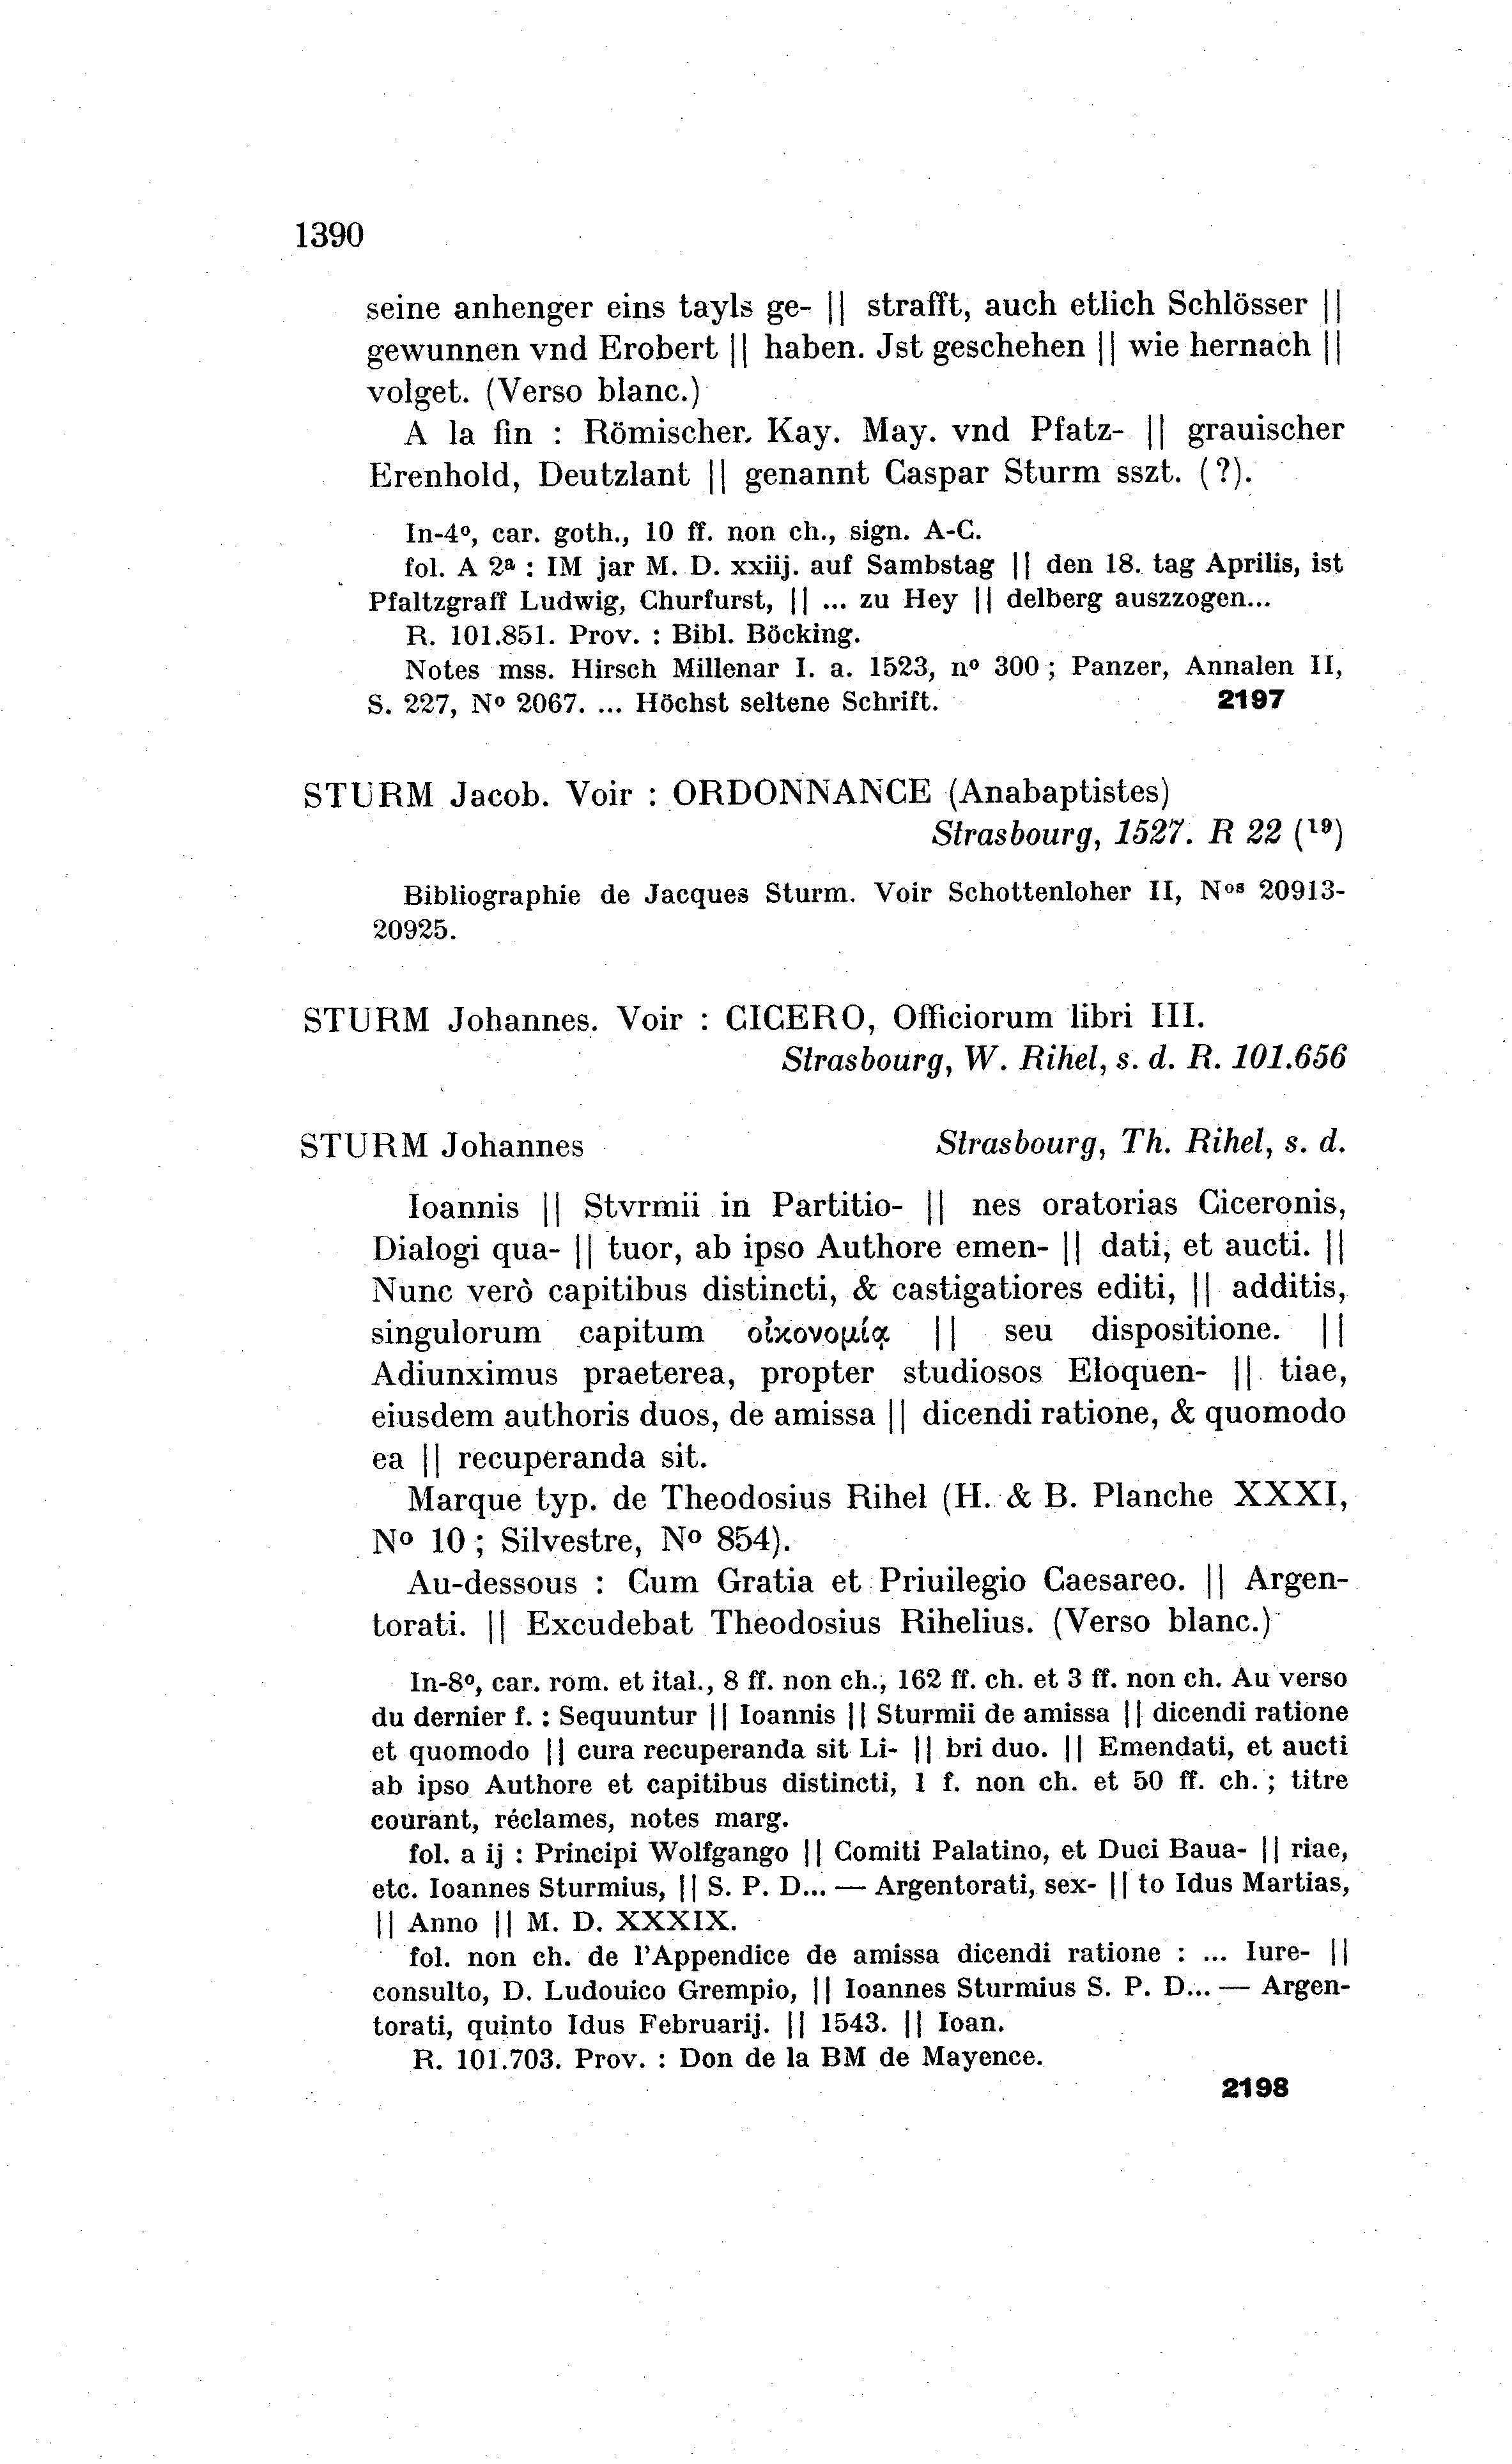 1390
seine anhenger eins tayls ge- || strafft, auch etlich Schlösser ||
gewunnen vnd Erobert || haben. Jst geschehen || wie hernach ||
volget. (Verso blanc.)
A la fin : Römischer. Kay. May. vnd Pfatz- || grauischer
Erenhold, Deutzlant || genannt Caspar Sturm sszt. (?).
In-4º, car. goth., 10 ff. non ch., sign. A-C.
fol. A 2ª : IM jar M. D. xxiij. auf Sambstag || den 18. tag Aprilis, ist
Pfaltzgraff Ludwig, Churfurst, || ... zu Hey || delberg auszzogen...
R. 101.851. Prov. : Bibl. Böcking.
Notes mss. Hirsch Millenar I. a. 1523, nº 300 ; Panzer, Annalen II,
S. 227, Nº 2067. ... Höchst seltene Schrift. 2197
STURM Jacob. Voir : ORDONNANCE (Anabaptistes)
Strasbourg, 1527. R 22 (¹⁹)
Bibliographie de Jacques Sturm. Voir Schottenloher II, Nos 20913-
20925.
STURM Johannes. Voir : CICERO, Officiorum libri III.
Strasbourg, W. Rihel, s. d. R. 101.656
STURM Johannes Strasbourg, Th. Rihel, s. d.
Ioannis || Stvrmii in Partitio- || nes oratorias Ciceronis,
Dialogi qua- || tuor, ab ipso Authore emen- || dati, et aucti. ||
Nunc verò capitibus distincti, & castigatiores editi, || additis,
singulorum capitum οἰκονομίᾳ || seu dispositione. ||
Adiunximus praeterea, propter studiosos Eloquen- || tiae,
eiusdem authoris duos, de amissa || dicendi ratione, & quomodo
ea || recuperanda sit.
Marque typ. de Theodosius Rihel (H. & B. Planche XXXI,
Nº 10 ; Silvestre, Nº 854).
Au-dessous : Cum Gratia et Priuilegio Caesareo. || Argen-
torati. || Excudebat Theodosius Rihelius. (Verso blanc.)
In-8º, car. rom. et ital., 8 ff. non ch., 162 ff. ch. et 3 ff. non ch. Au verso
du dernier f. : Sequuntur || Ioannis || Sturmii de amissa || dicendi ratione
et quomodo || cura recuperanda sit Li- || bri duo. || Emendati, et aucti
ab ipso Authore et capitibus distincti, 1 f. non ch. et 50 ff. ch. ; titre
courant, réclames, notes marg.
fol. a ij : Principi Wolfgango || Comiti Palatino, et Duci Baua- || riae,
etc. Ioannes Sturmius, || S. P. D... — Argentorati, sex- || to Idus Martias,
|| Anno || M. D. XXXIX.
fol. non ch. de l'Appendice de amissa dicendi ratione : ... Iure- ||
consulto, D. Ludouico Grempio, || Ioannes Sturmius S. P. D... — Argen-
torati, quinto Idus Februarij. || 1543. || Ioan.
R. 101.703. Prov. : Don de la BM de Mayence.
2198